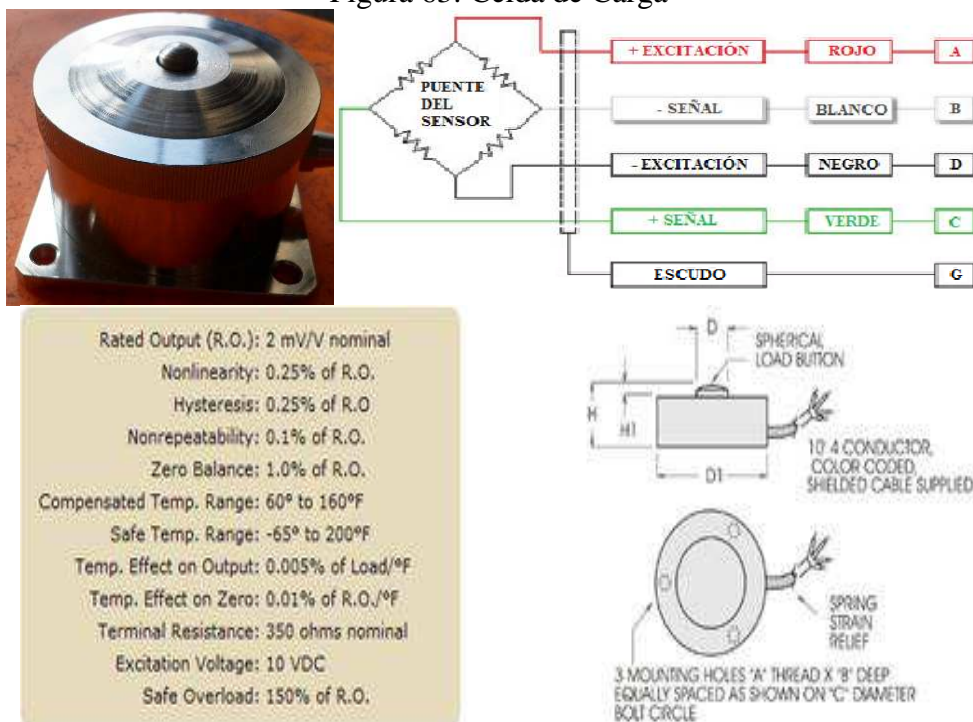 Figura 83. Celda de Carga
PUENTE
DEL
SENSOR
+ EXCITACIÓN ROJO A
- SEÑAL BLANCO B
- EXCITACIÓN NEGRO D
+ SEÑAL VERDE C
ESCUDO G
Rated Output (R.O.): 2 mV/V nominal
Nonlinearity: 0.25% of R.O.
Hysteresis: 0.25% of R.O
Nonrepeatability: 0.1% of R.O.
Zero Balance: 1.0% of R.O.
Compensated Temp. Range: 60° to 160°F
Safe Temp. Range: -65° to 200°F
Temp. Effect on Output: 0.005% of Load/°F
Temp. Effect on Zero: 0.01% of R.O./°F
Terminal Resistance: 350 ohms nominal
Excitation Voltage: 10 VDC
Safe Overload: 150% of R.O.
D
SPHERICAL
LOAD BUTTON
H
H1
D1
10' 4 CONDUCTOR,
COLOR CODED,
SHIELDED CABLE SUPPLIED
SPRING
STRAIN
RELIEF
3 MOUNTING HOLES "A" THREAD X "B" DEEP
EQUALLY SPACED AS SHOWN ON "C" DIAMETER
BOLT CIRCLE